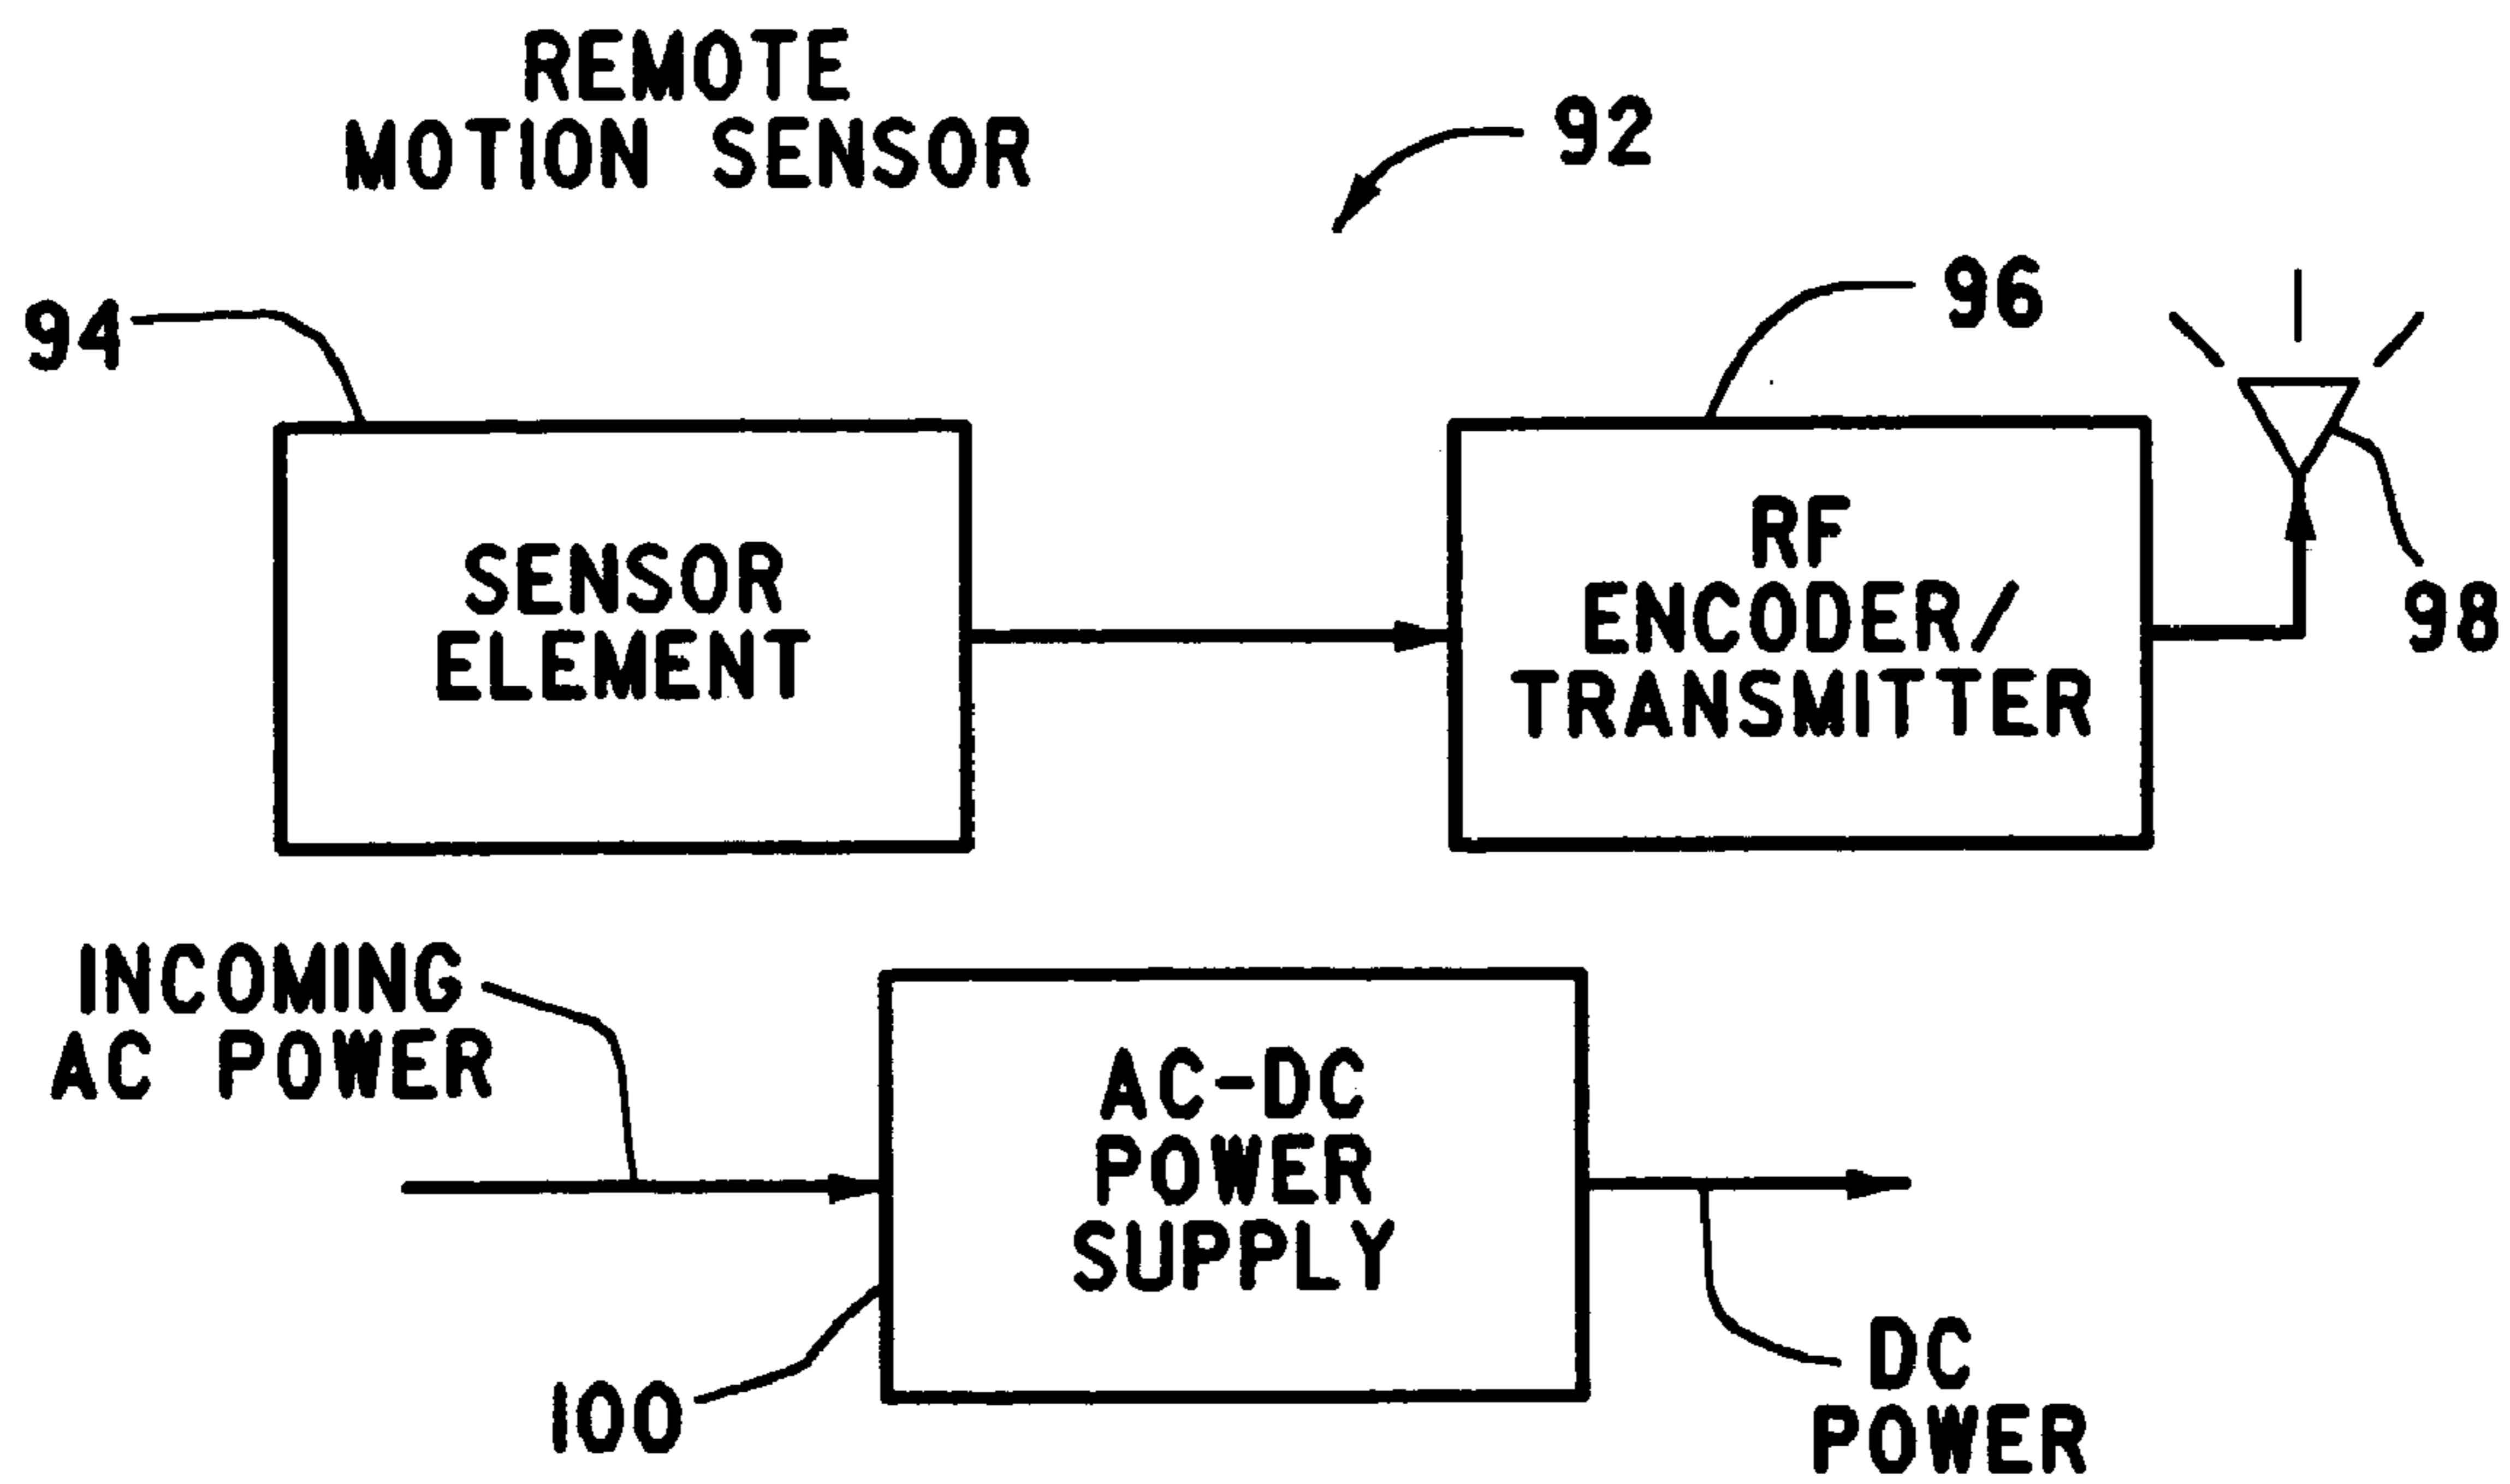 REMOTE
MOTION SENSOR
92
94
96
SENSOR
ELEMENT
RF
ENCODER/
TRANSMITTER
98
INCOMING
AC POWER
AC-DC
POWER
SUPPLY
100
DC
POWER